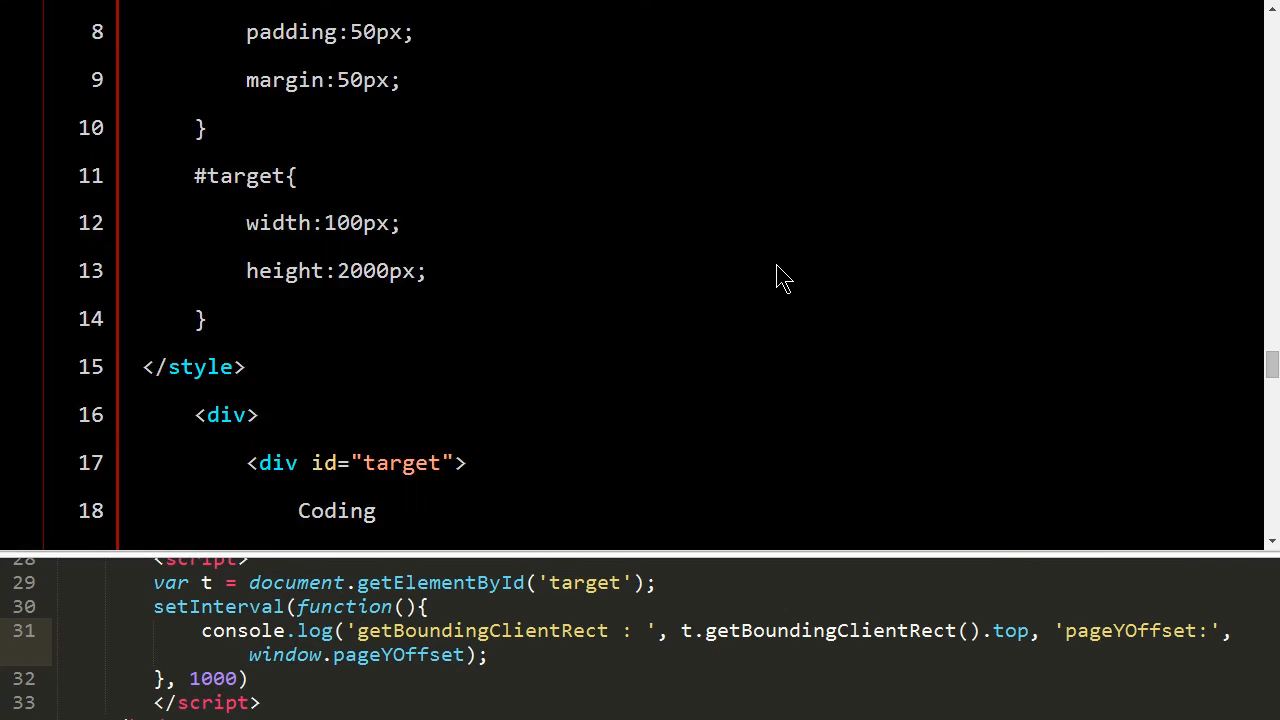 8 padding:50px;
9 margin:50px;
10 }
11 #target{
12 width:100px;
13 height:2000px;
14 }
15 </style>
16 <div>
17 <div id="target">
18 Coding
28 <script>
29 var t = document.getElementById('target');
30 setInterval(function(){
31 console.log('getBoundingClientRect : ', t.getBoundingClientRect().top, 'pageYOffset:',
window.pageYOffset);
32 }, 1000)
33 </script>